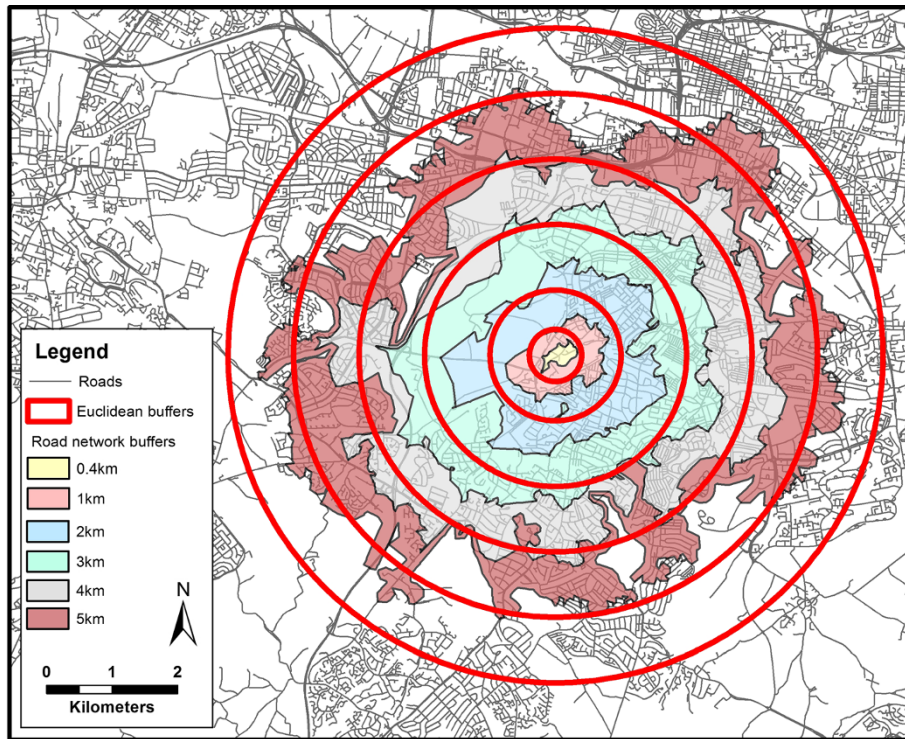 Legend
Roads
Euclidean buffers
Road network buffers
0.4km
1km
2km
3km
4km
5km
N
0 1 2
Kilometers